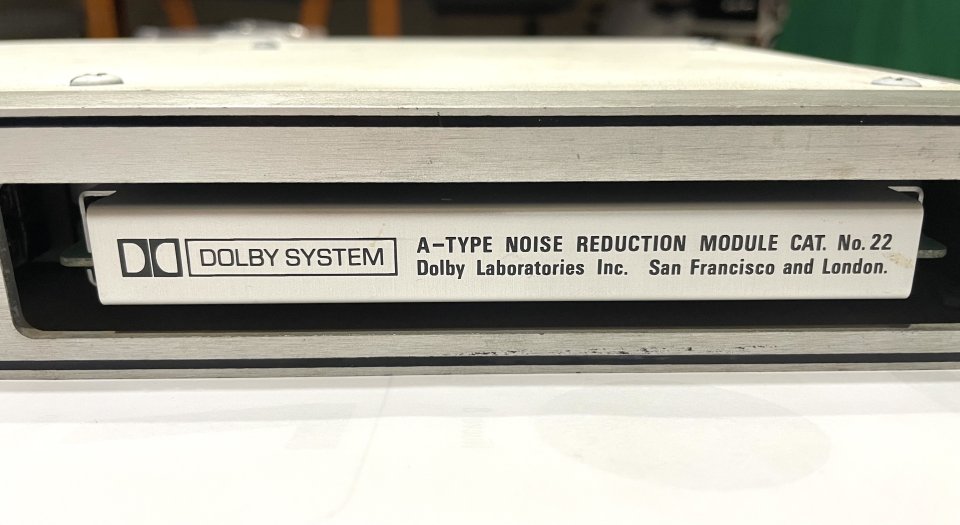 DOLBY SYSTEM
A-TYPE NOISE REDUCTION MODULE CAT. No. 22
Dolby Laboratories Inc. San Francisco and London.